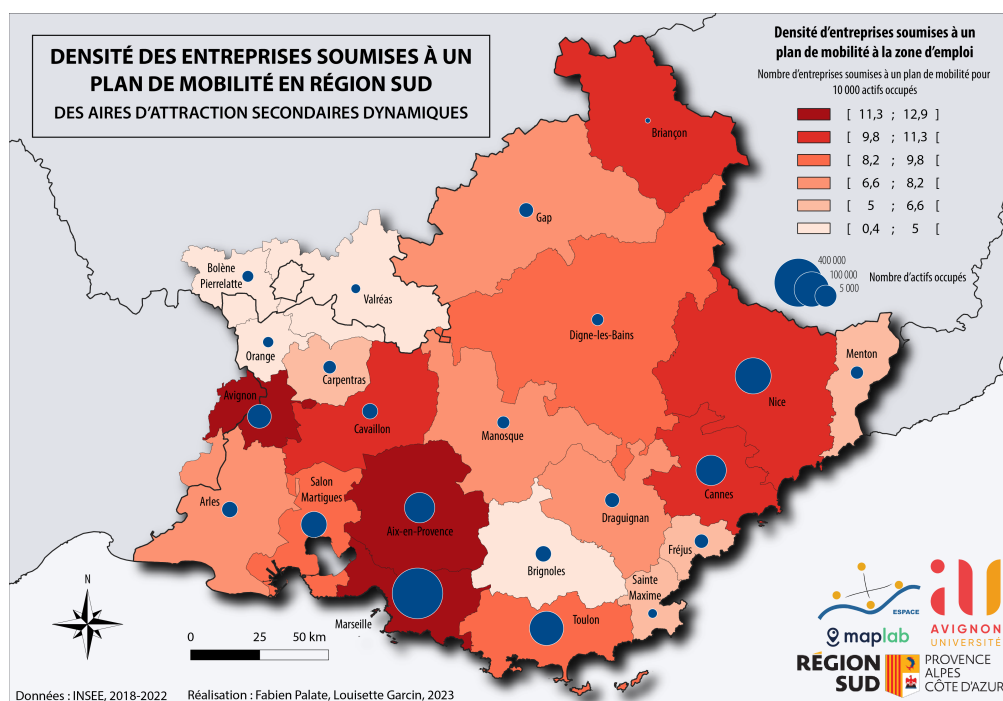 DENSITÉ DES ENTREPRISES SOUMISES À UN
PLAN DE MOBILITÉ EN RÉGION SUD
DES AIRES D'ATTRACTION SECONDAIRES DYNAMIQUES
Densité d'entreprises soumises à un
plan de mobilité à la zone d'emploi
Nombre d'entreprises soumises à un plan de mobilité pour
10 000 actifs occupés
[ 11,3 ; 12,9 [
[ 9,8 ; 11,3 [
[ 8,2 ; 9,8 [
[ 6,6 ; 8,2 [
[ 5 ; 6,6 [
[ 0,4 ; 5 [
400 000
100 000
5 000
Nombre d'actifs occupés
Briançon
Gap
Bolène
Pierrelatte
Valréas
Orange
Digne-les-Bains
Menton
Carpentras
Avignon
Nice
Cavaillon
Manosque
Salon
Martigues
Arles
Cannes
Draguignan
Aix-en-Provence
Fréjus
Brignoles
Sainte
Maxime
Marseille
Toulon
N
0 25 50 km
ESPACE
maplab
AVIGNON
UNIVERSITÉ
RÉGION
SUD
PROVENCE
ALPES
CÔTE D'AZUR
Données : INSEE, 2018-2022 Réalisation : Fabien Palate, Louisette Garcin, 2023